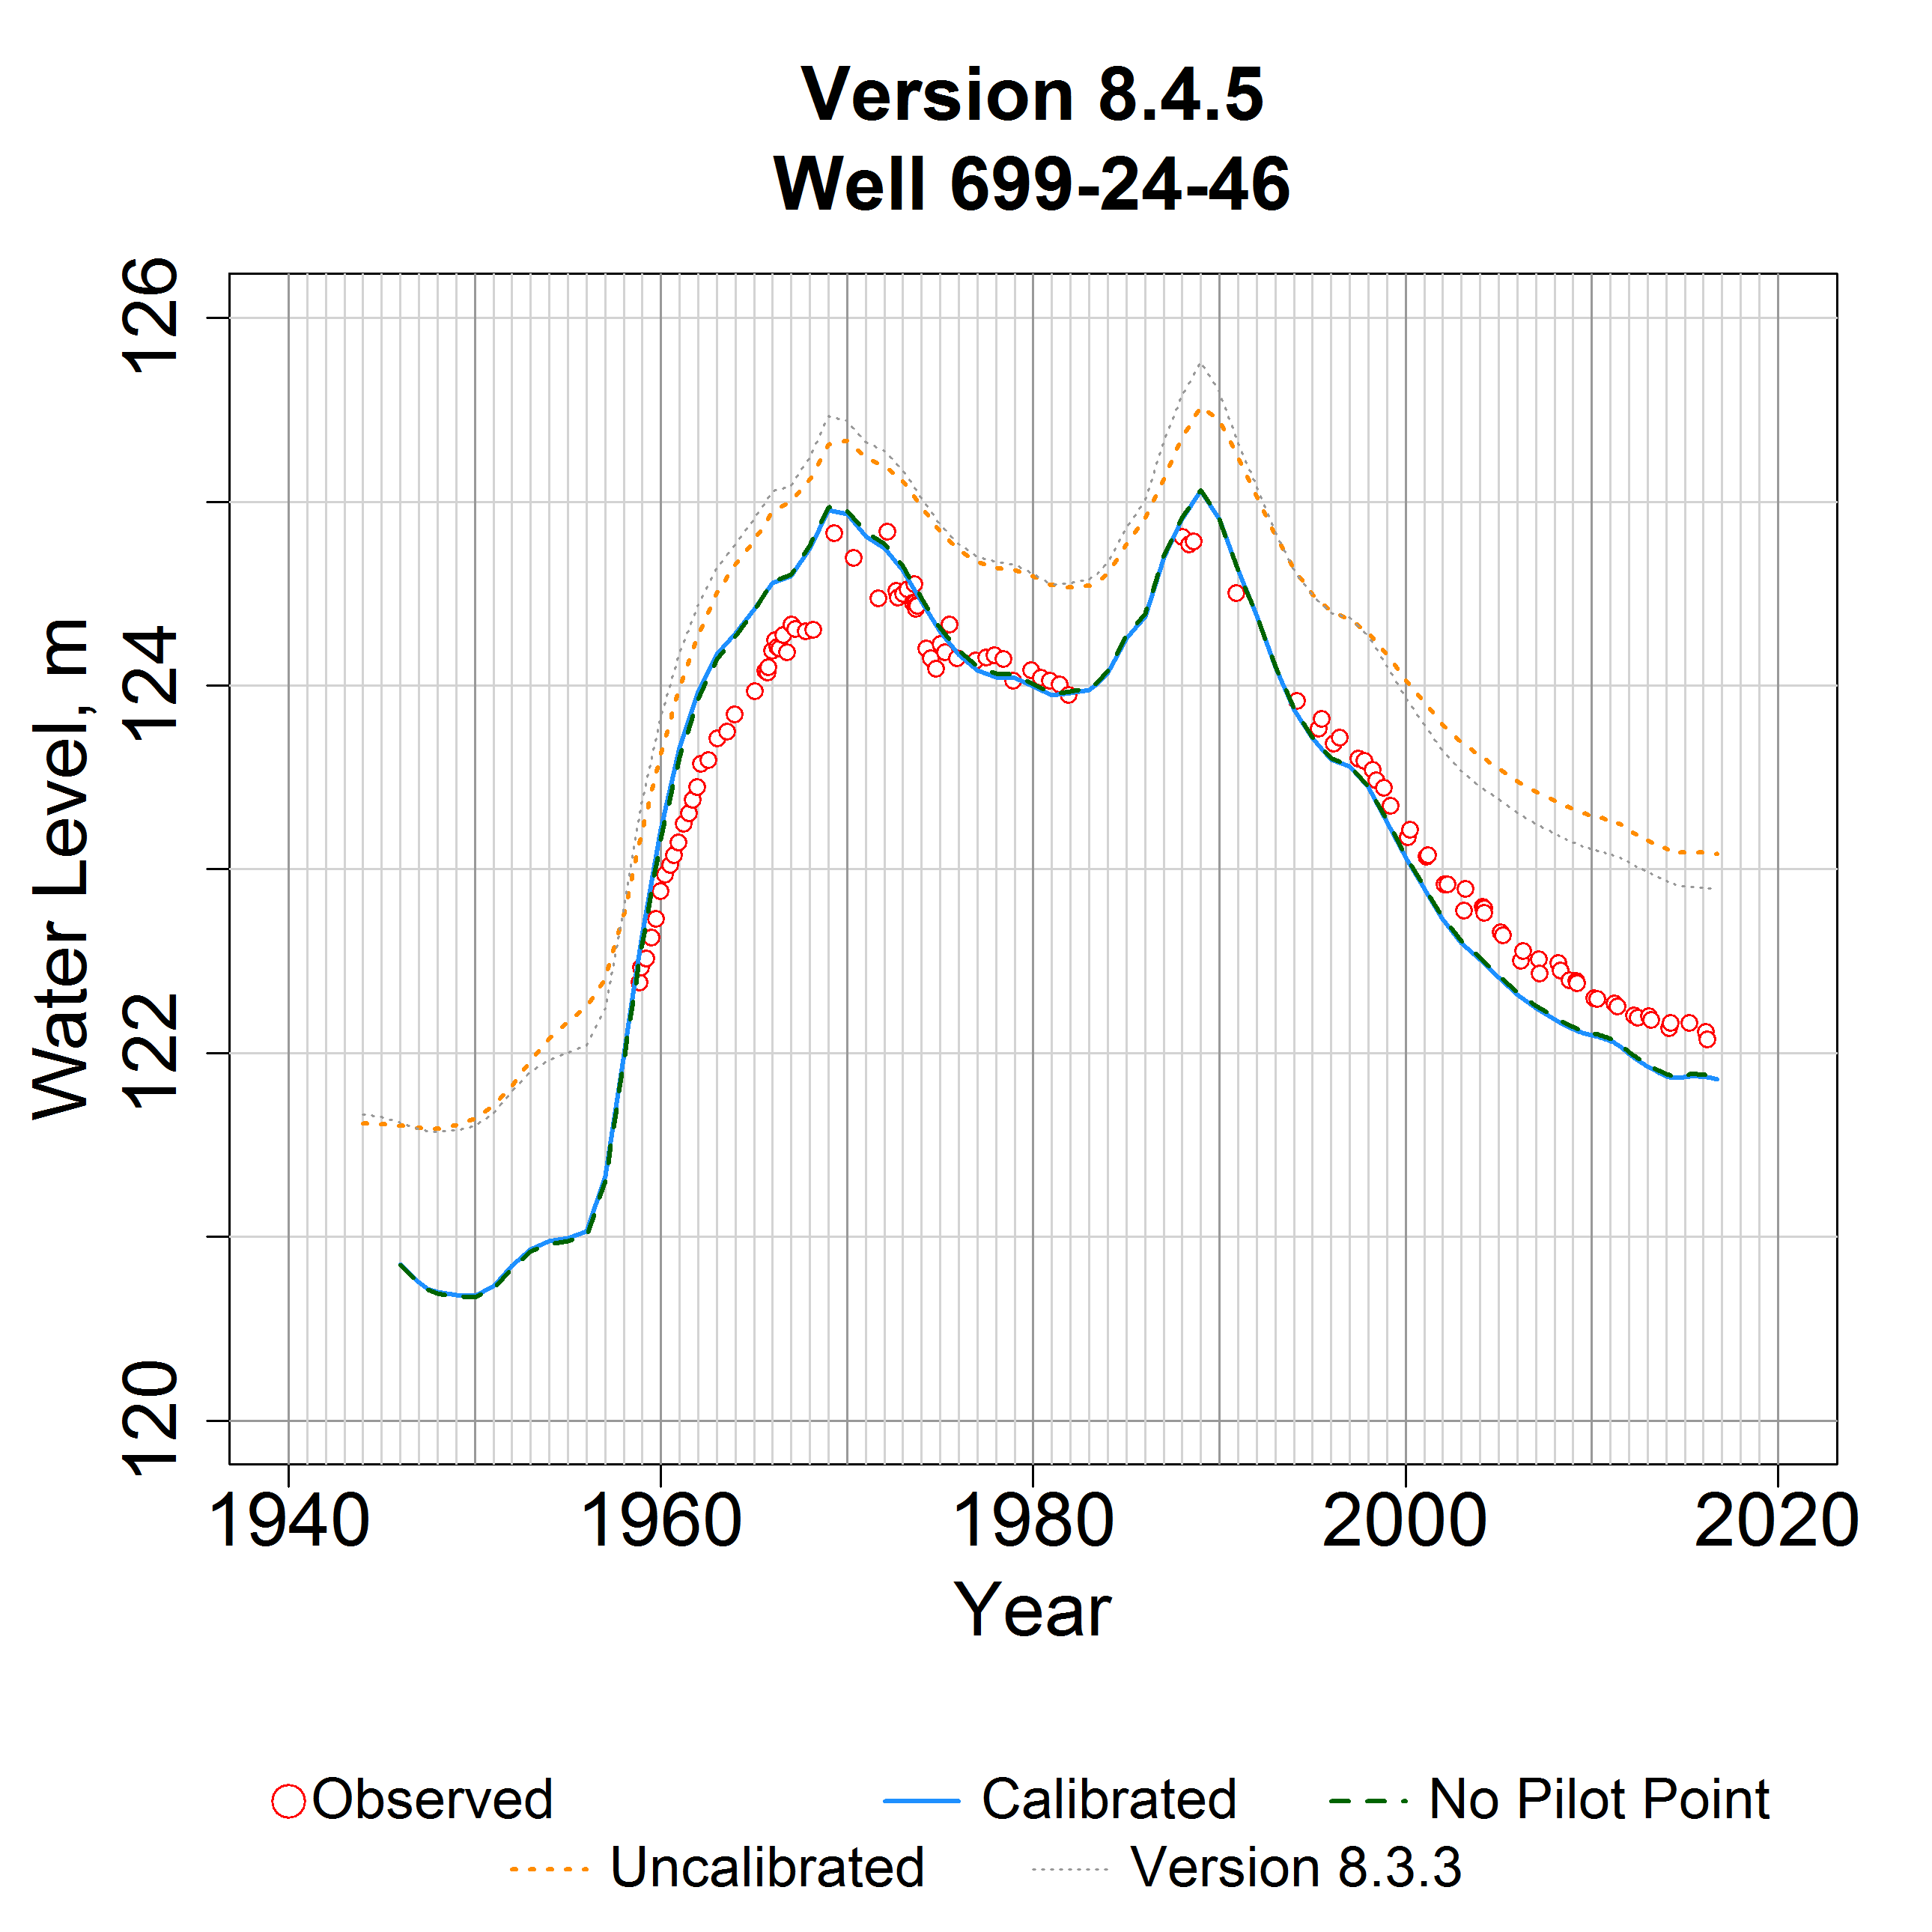 Version 8.4.5
Well 699-24-46
126
124
122
120
Water Level, m
1940 1960 1980 2000 2020
Year
Observed Calibrated No Pilot Point
Uncalibrated Version 8.3.3